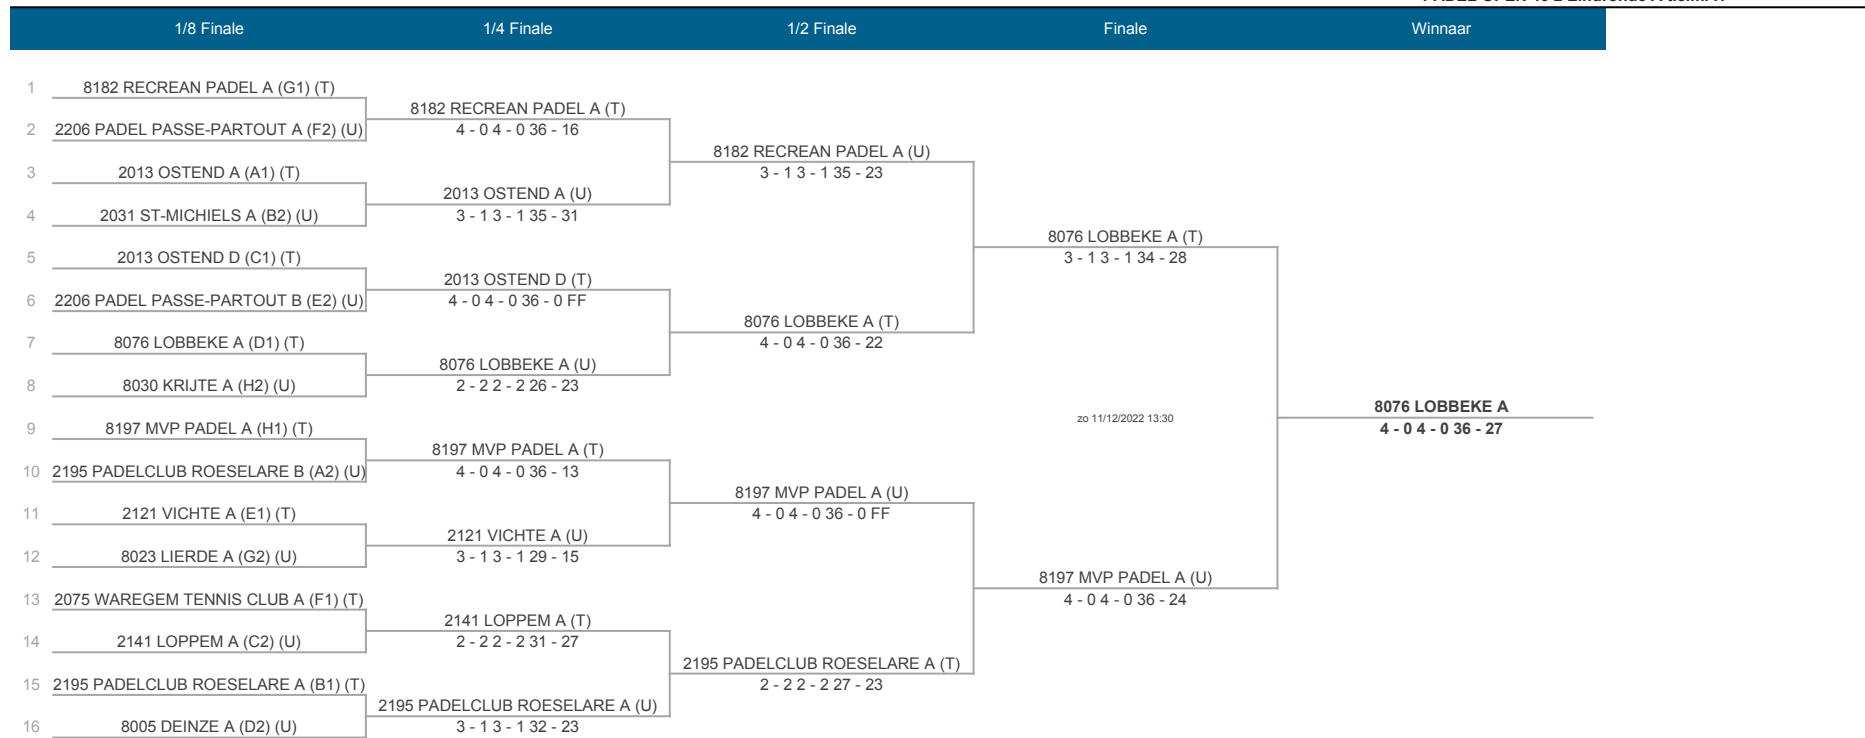 1/8 Finale 1/4 Finale 1/2 Finale Finale Winnaar
1 8182 RECREAN PADEL A (G1) (T)
8182 RECREAN PADEL A (T)
2 2206 PADEL PASSE-PARTOUT A (F2) (U)
4 - 0 4 - 0 36 - 16
8182 RECREAN PADEL A (U)
3 2013 OSTEND A (A1) (T)
3 - 1 3 - 1 35 - 23
2013 OSTEND A (U)
4 2031 ST-MICHIELS A (B2) (U)
3 - 1 3 - 1 35 - 31
8076 LOBBEKE A (T)
5 2013 OSTEND D (C1) (T)
3 - 1 3 - 1 34 - 28
2013 OSTEND D (T)
6 2206 PADEL PASSE-PARTOUT B (E2) (U)
4 - 0 4 - 0 36 - 0 FF
8076 LOBBEKE A (T)
7 8076 LOBBEKE A (D1) (T)
4 - 0 4 - 0 36 - 22
8076 LOBBEKE A (U)
8 8030 KRIJTE A (H2) (U)
2 - 2 2 - 2 26 - 23
8076 LOBBEKE A
zo 11/12/2022 13:30
9 8197 MVP PADEL A (H1) (T)
4 - 0 4 - 0 36 - 27
8197 MVP PADEL A (T)
10 2195 PADELCLUB ROESELARE B (A2) (U)
4 - 0 4 - 0 36 - 13
8197 MVP PADEL A (U)
11 2121 VICHTE A (E1) (T)
4 - 0 4 - 0 36 - 0 FF
2121 VICHTE A (U)
12 8023 LIERDE A (G2) (U)
3 - 1 3 - 1 29 - 15
8197 MVP PADEL A (U)
13 2075 WAREGEM TENNIS CLUB A (F1) (T)
4 - 0 4 - 0 36 - 24
2141 LOPPEM A (T)
14 2141 LOPPEM A (C2) (U)
2 - 2 2 - 2 31 - 27
2195 PADELCLUB ROESELARE A (T)
15 2195 PADELCLUB ROESELARE A (B1) (T)
2 - 2 2 - 2 27 - 23
2195 PADELCLUB ROESELARE A (U)
16 8005 DEINZE A (D2) (U)
3 - 1 3 - 1 32 - 23